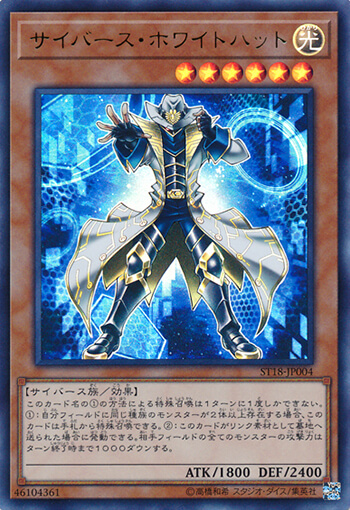 サイバース・ホワイトハット
光
ST18-JP004
【サイバース族/効果】
このカード名の①の方法による特殊召喚は1ターンに1度しかできない。
①:自分フィールドに同じ種族のモンスターが2体以上存在する場合、この
カードは手札から特殊召喚できる。②:このカードがリンク素材として墓地へ
送られた場合に発動できる。相手フィールドの全てのモンスターの攻撃力は
ターン終了時まで1000ダウンする。
ATK/1800 DEF/2400
46104361
©高橋和希 スタジオ・ダイス/集英社